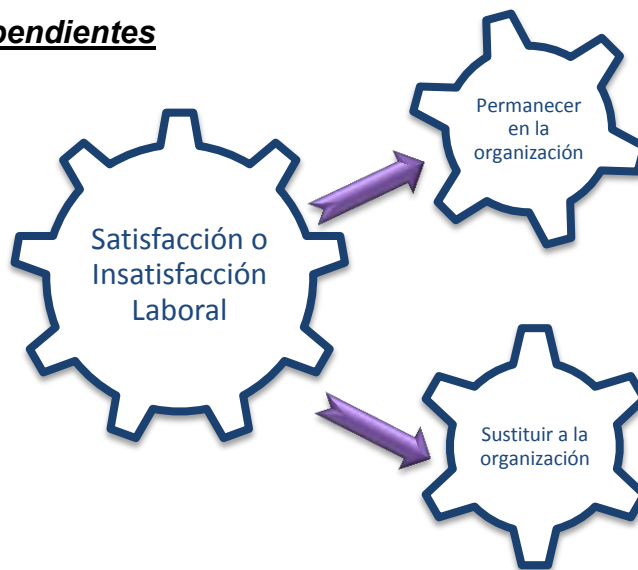 pendientes
Permanecer
en la
organización
Satisfacción o
Insatisfacción
Laboral
Sustituir a la
organización